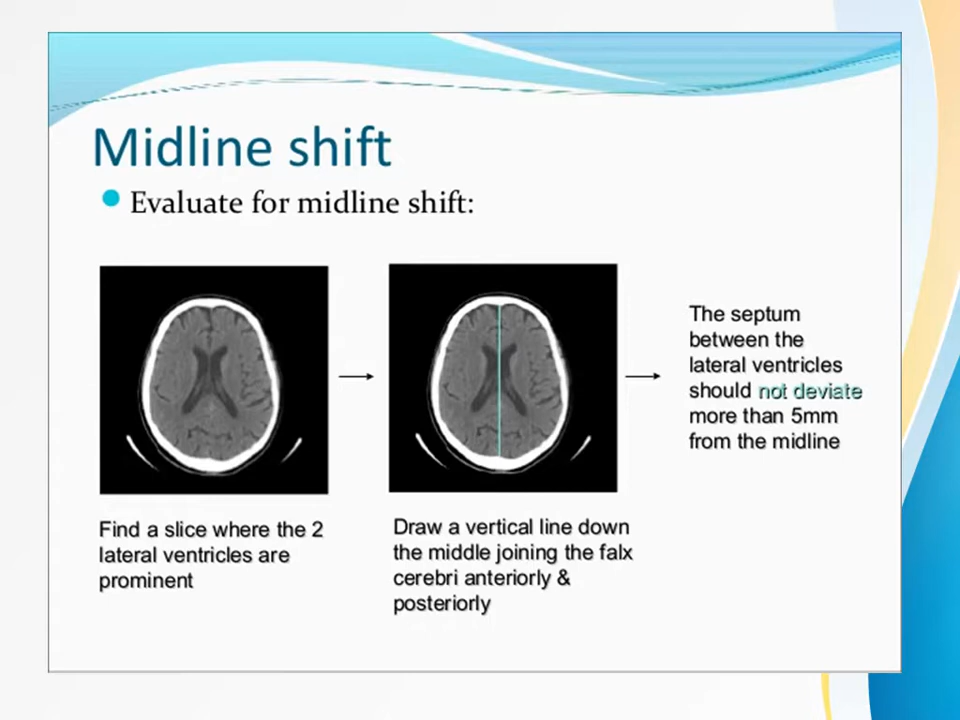 Midline shift
Evaluate for midline shift:
Find a slice where the 2
lateral ventricles are
prominent
Draw a vertical line down
the middle joining the falx
cerebri anteriorly &
posteriorly
The septum
between the
lateral ventricles
should not deviate
more than 5mm
from the midline